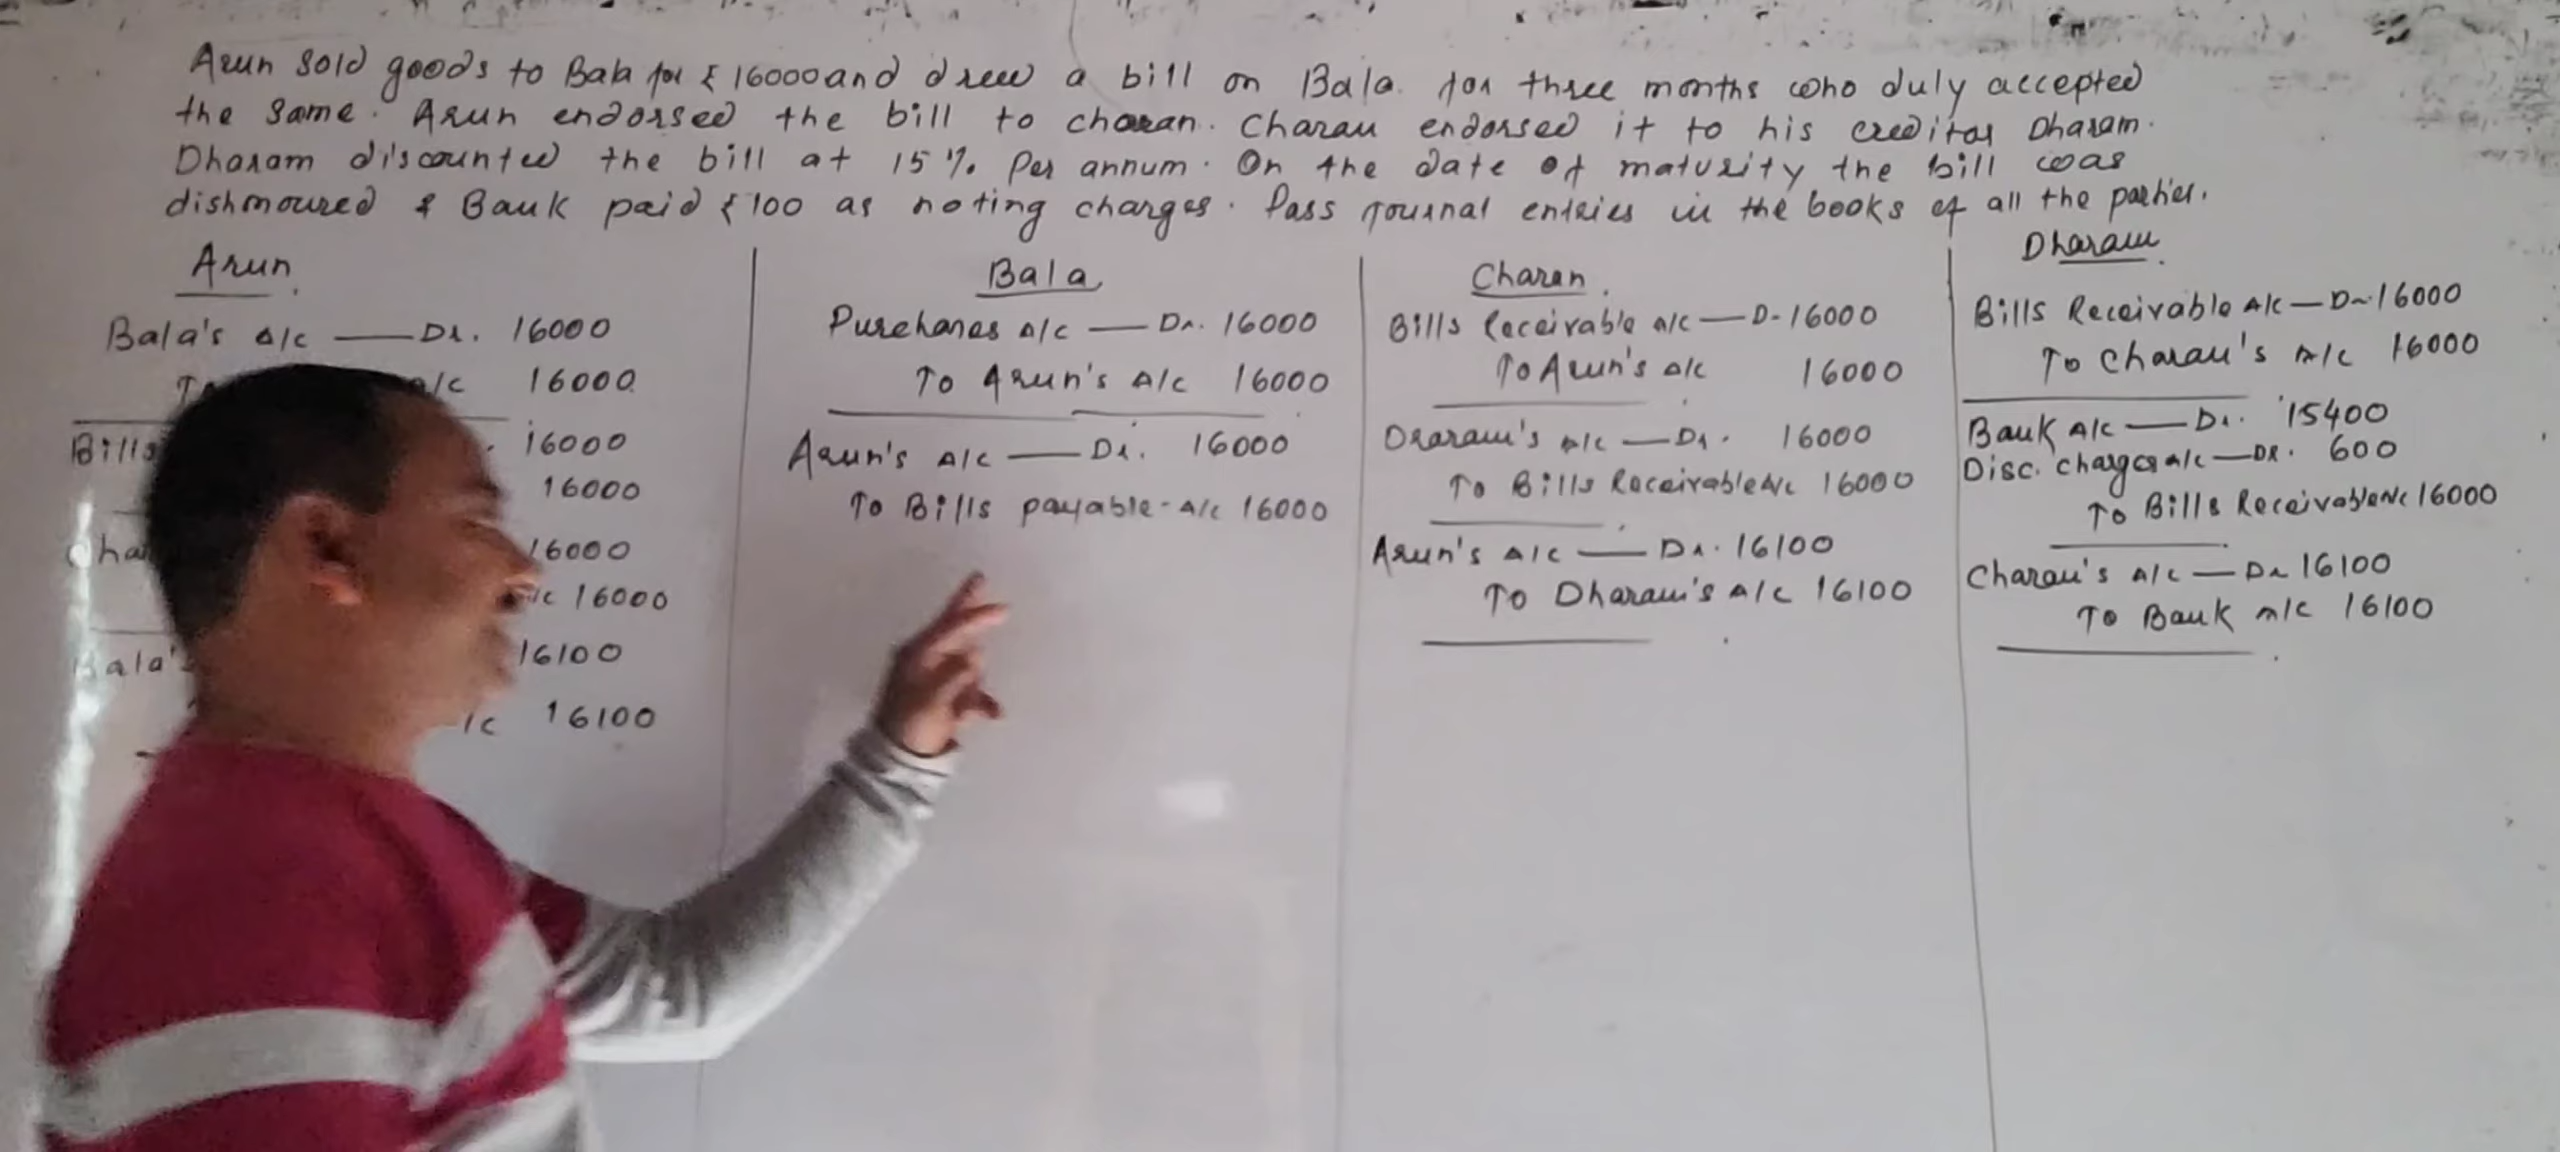 Arun sold goods to Bala for ₹ 16000 and drew a bill on Bala for three months who duly accepted
the same. Arun endorsed the bill to charan. Charan endorsed it to his creditor Dharam.
Dharam discounted the bill at 15% Per annum. On the date of maturity the bill was
dishmoured & Bank paid ₹100 as noting charges. Pass journal entries in the books of all the parties.
Arun
Bala's A/c — Dr. 16000
To A/c 16000
Bills 16000
16000
Cha 16000
A/c 16000
Bala's 16100
A/c 16100
Bala
Purchases A/c — Dr. 16000
To Arun's A/c 16000
Arun's A/c — Dr. 16000
To Bills payable A/c 16000
Charan
Bills Receivable A/c — D- 16000
To Arun's A/c 16000
Dharam's A/c — Dr. 16000
To Bills Receivable A/c 16000
Arun's A/c — Dr. 16100
To Dharam's A/c 16100
Dharam
Bills Receivable A/c — Dr 16000
To Charan's A/c 16000
Bank A/c — Dr. 15400
Disc. charges A/c — Dr. 600
To Bills Receivable A/c 16000
Charan's A/c — Dr 16100
To Bank A/c 16100